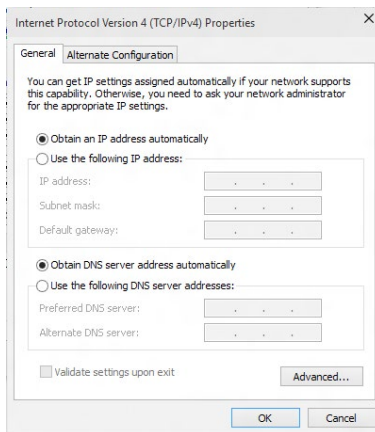 Internet Protocol Version 4 (TCP/IPv4) Properties
General
Alternate Configuration
You can get IP settings assigned automatically if your network supports
this capability. Otherwise, you need to ask your network administrator
for the appropriate IP settings.
Obtain an IP address automatically
Use the following IP address:
IP address:
Subnet mask:
Default gateway:
Obtain DNS server address automatically
Use the following DNS server addresses:
Preferred DNS server:
Alternate DNS server:
Validate settings upon exit
Advanced...
OK
Cancel